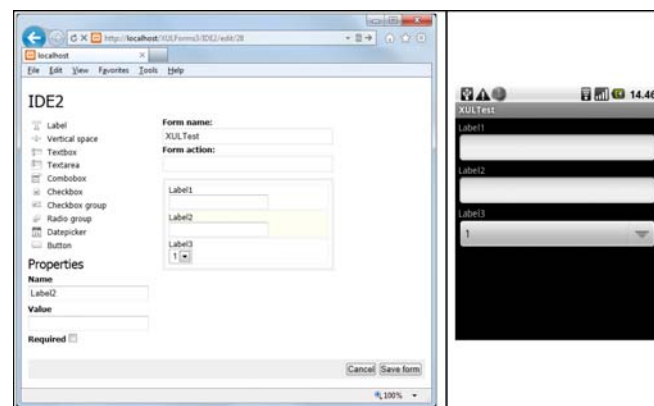 http://localhost/XULForms3/IDE2/edit/28
localhost
File Edit View Favorites Tools Help
IDE2
Label
Vertical space
Textbox
Textarea
Combobox
Checkbox
Checkbox group
Radio group
Datepicker
Button
Properties
Name
Label2
Value
Required
Form name:
XULTest
Form action:
Label1
Label2
Label3
1
Cancel Save form
100%
14.46
XULTest
Label1
Label2
Label3
1